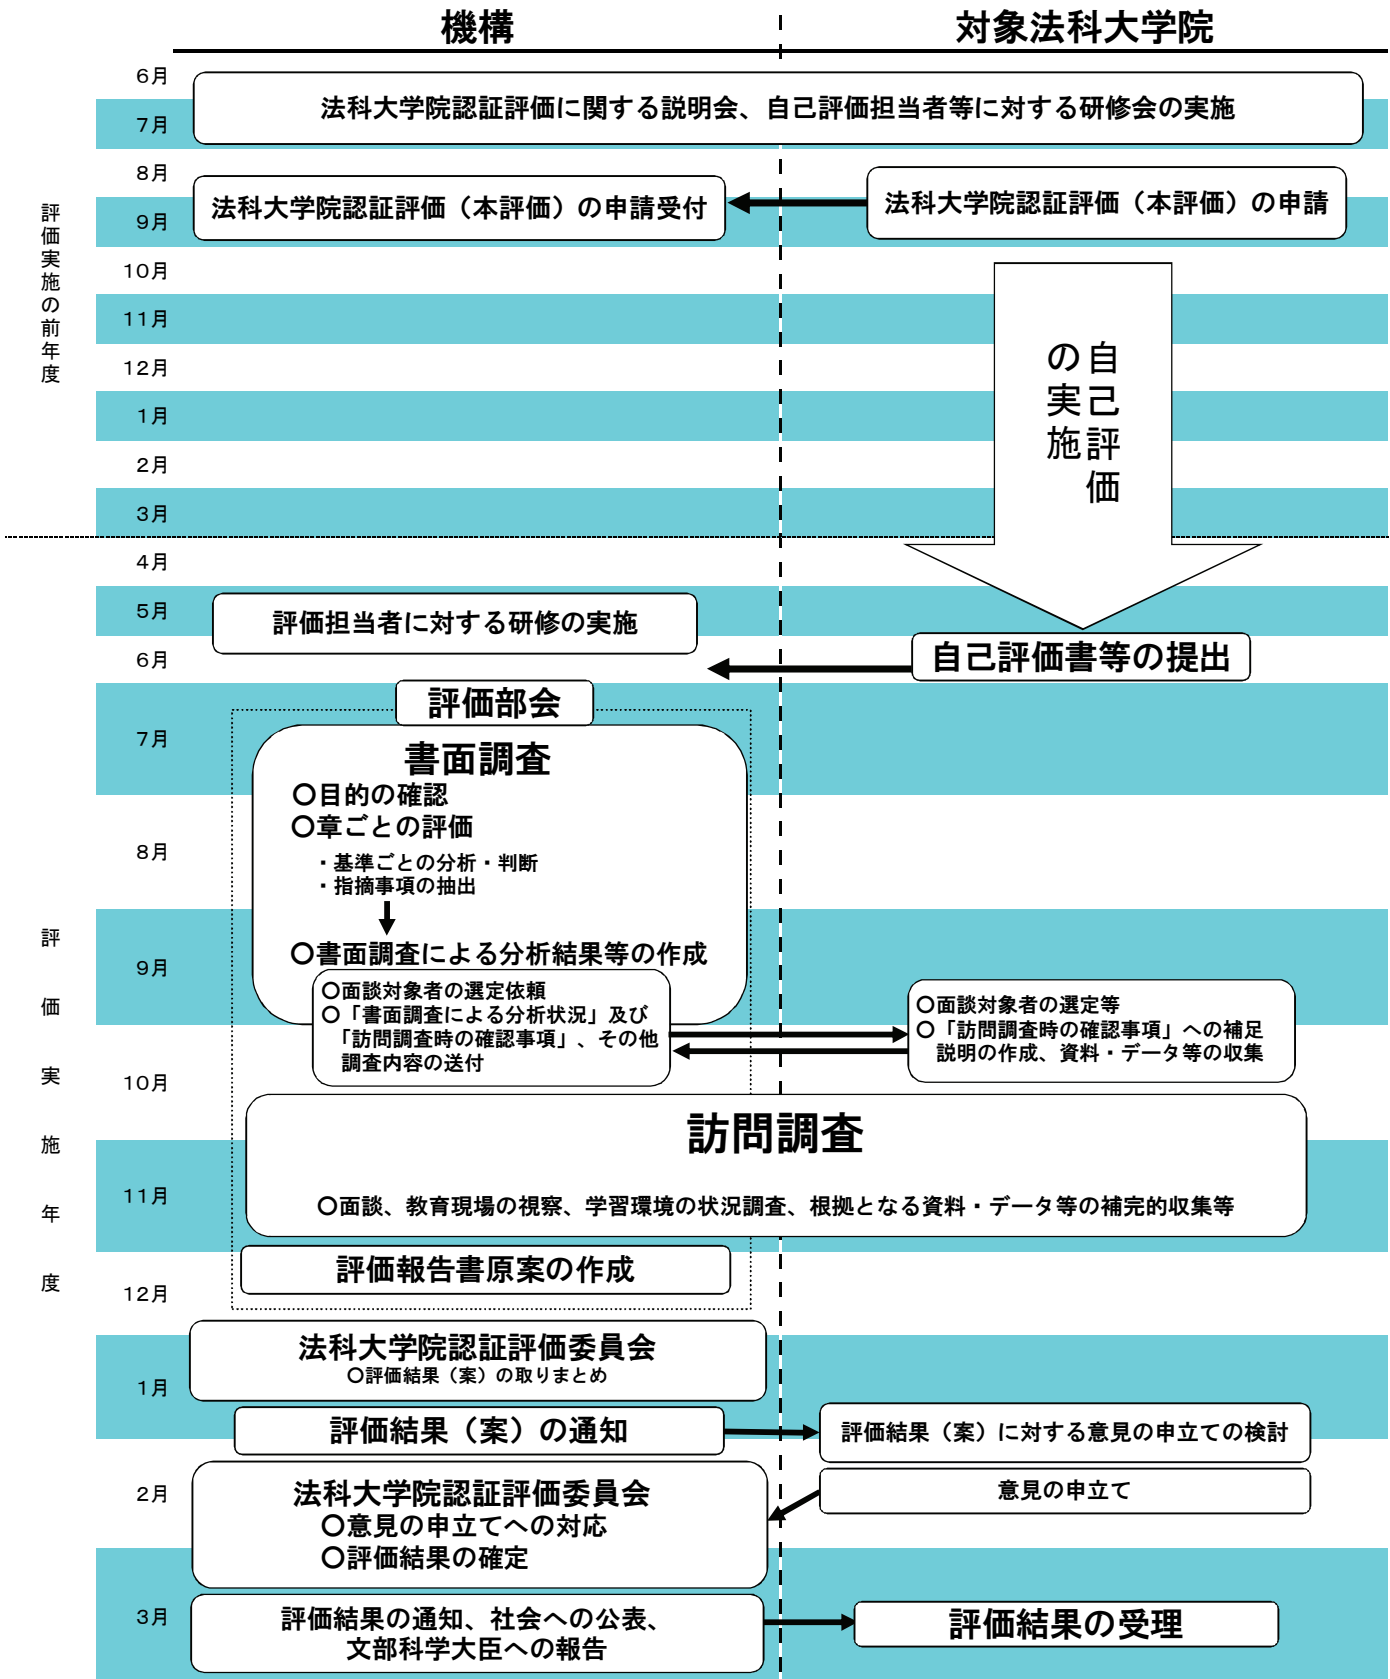 機構
対象法科大学院
評価実施の前年度
6月
法科大学院認証評価に関する説明会、自己評価担当者等に対する研修会の実施
7月
8月
法科大学院認証評価（本評価）の申請受付
法科大学院認証評価（本評価）の申請
9月
10月
11月
12月
1月
2月
3月
自己評価
の実施
評価実施年度
4月
5月
評価担当者に対する研修の実施
6月
自己評価書等の提出
評価部会
7月
書面調査
〇目的の確認
〇章ごとの評価
8月
・基準ごとの分析・判断
・指摘事項の抽出
〇書面調査による分析結果等の作成
9月
〇面談対象者の選定依頼
〇「書面調査による分析状況」及び
「訪問調査時の確認事項」、その他
調査内容の送付
〇面談対象者の選定等
〇「訪問調査時の確認事項」への補足
説明の作成、資料・データ等の収集
10月
訪問調査
11月
〇面談、教育現場の視察、学習環境の状況調査、根拠となる資料・データ等の補完的収集等
評価報告書原案の作成
12月
法科大学院認証評価委員会
〇評価結果（案）の取りまとめ
1月
評価結果（案）の通知
評価結果（案）に対する意見の申立ての検討
2月
法科大学院認証評価委員会
〇意見の申立てへの対応
〇評価結果の確定
意見の申立て
3月
評価結果の通知、社会への公表、
文部科学大臣への報告
評価結果の受理